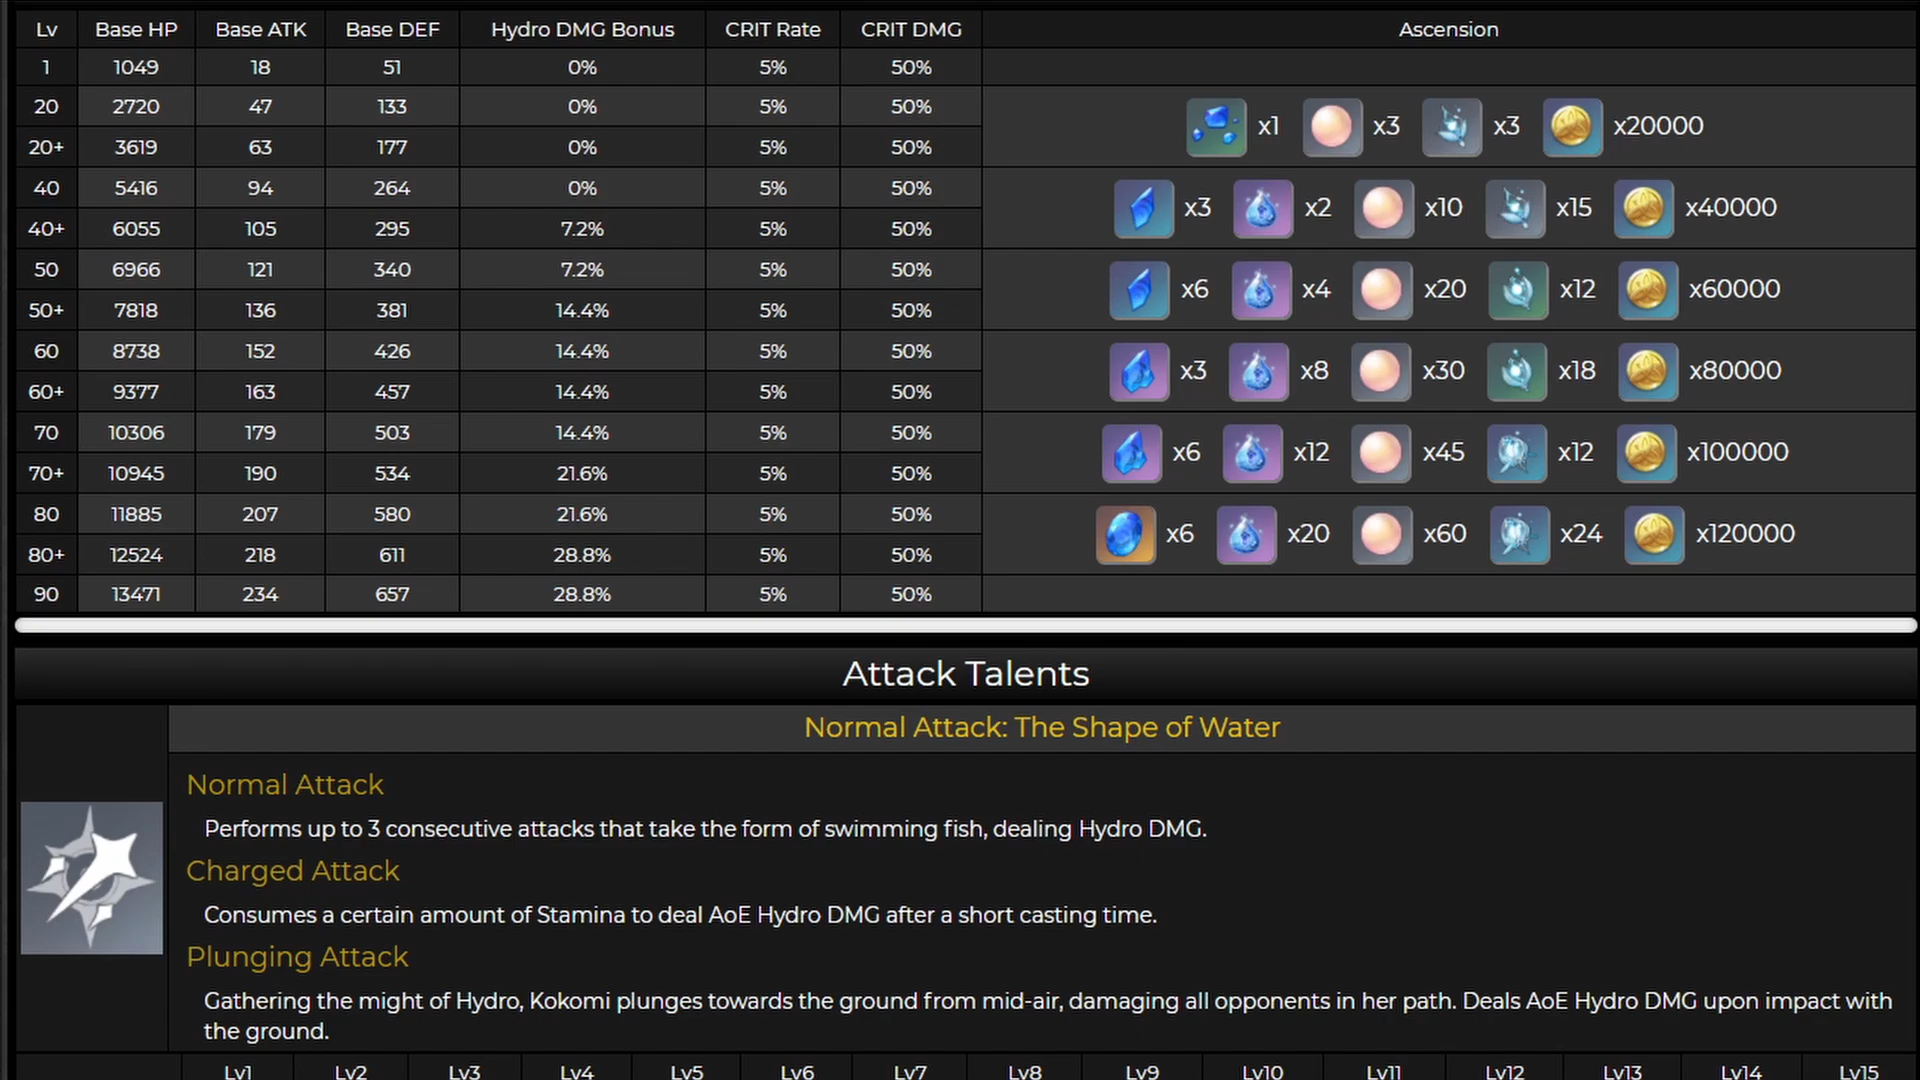 Lv Base HP Base ATK Base DEF Hydro DMG Bonus CRIT Rate CRIT DMG Ascension
1 1049 18 51 0% 5% 50%
20 2720 47 133 0% 5% 50%
x1 x3 x3 x20000
20+ 3619 63 177 0% 5% 50%
40 5416 94 264 0% 5% 50%
x3 x2 x10 x15 x40000
40+ 6055 105 295 7.2% 5% 50%
50 6966 121 340 7.2% 5% 50%
x6 x4 x20 x12 x60000
50+ 7818 136 381 14.4% 5% 50%
60 8738 152 426 14.4% 5% 50%
x3 x8 x30 x18 x80000
60+ 9377 163 457 14.4% 5% 50%
70 10306 179 503 14.4% 5% 50%
x6 x12 x45 x12 x100000
70+ 10945 190 534 21.6% 5% 50%
80 11885 207 580 21.6% 5% 50%
x6 x20 x60 x24 x120000
80+ 12524 218 611 28.8% 5% 50%
90 13471 234 657 28.8% 5% 50%
Attack Talents
Normal Attack: The Shape of Water
Normal Attack
Performs up to 3 consecutive attacks that take the form of swimming fish, dealing Hydro DMG.
Charged Attack
Consumes a certain amount of Stamina to deal AoE Hydro DMG after a short casting time.
Plunging Attack
Gathering the might of Hydro, Kokomi plunges towards the ground from mid-air, damaging all opponents in her path. Deals AoE Hydro DMG upon impact with
the ground.
Lv1 Lv2 Lv3 Lv4 Lv5 Lv6 Lv7 Lv8 Lv9 Lv10 Lv11 Lv12 Lv13 Lv14 Lv15